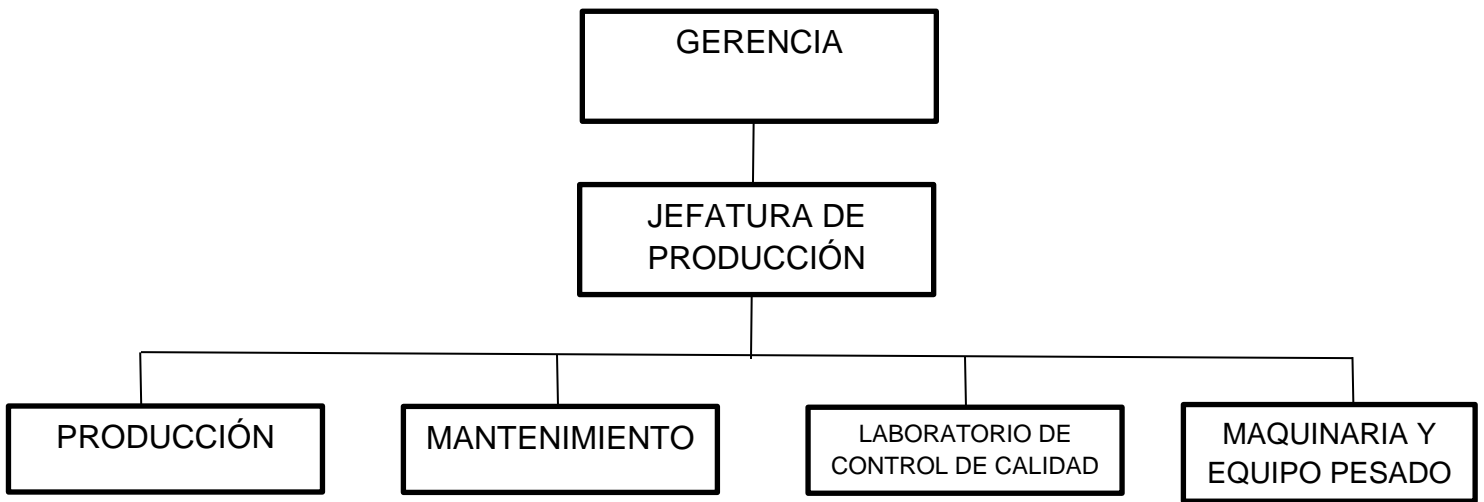 GERENCIA
JEFATURA DE
PRODUCCIÓN
PRODUCCIÓN
MANTENIMIENTO
LABORATORIO DE
CONTROL DE CALIDAD
MAQUINARIA Y
EQUIPO PESADO